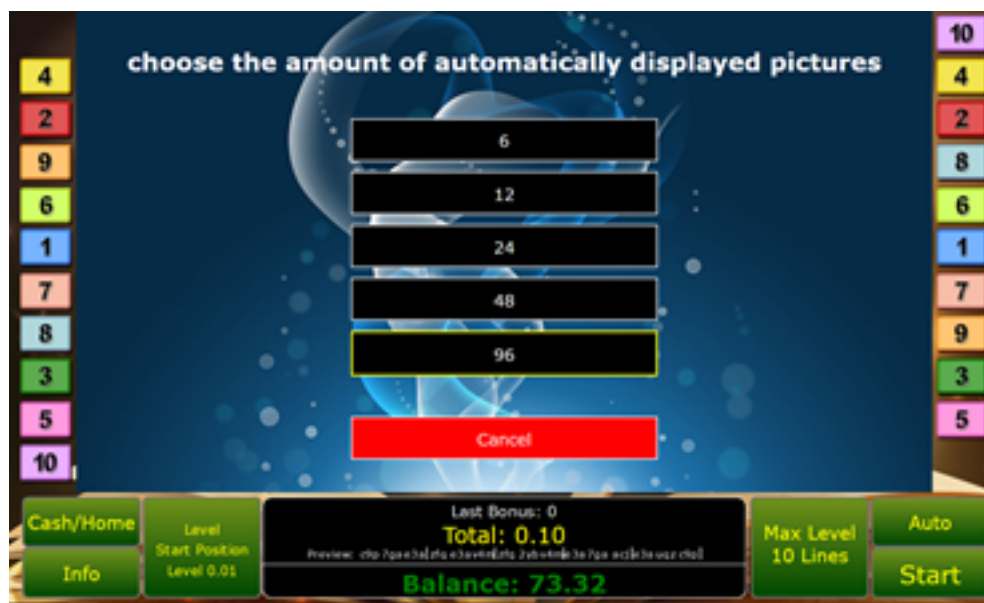 choose the amount of automatically displayed pictures
6
12
24
48
96
Cancel
4
2
9
6
1
7
8
3
5
10
10
4
2
8
6
1
7
9
3
5
Cash/Home
Info
Level
Start Position
Level 0.01
Last Bonus: 0
Total: 0.10
Preview:
Balance: 73.32
Max Level
10 Lines
Auto
Start